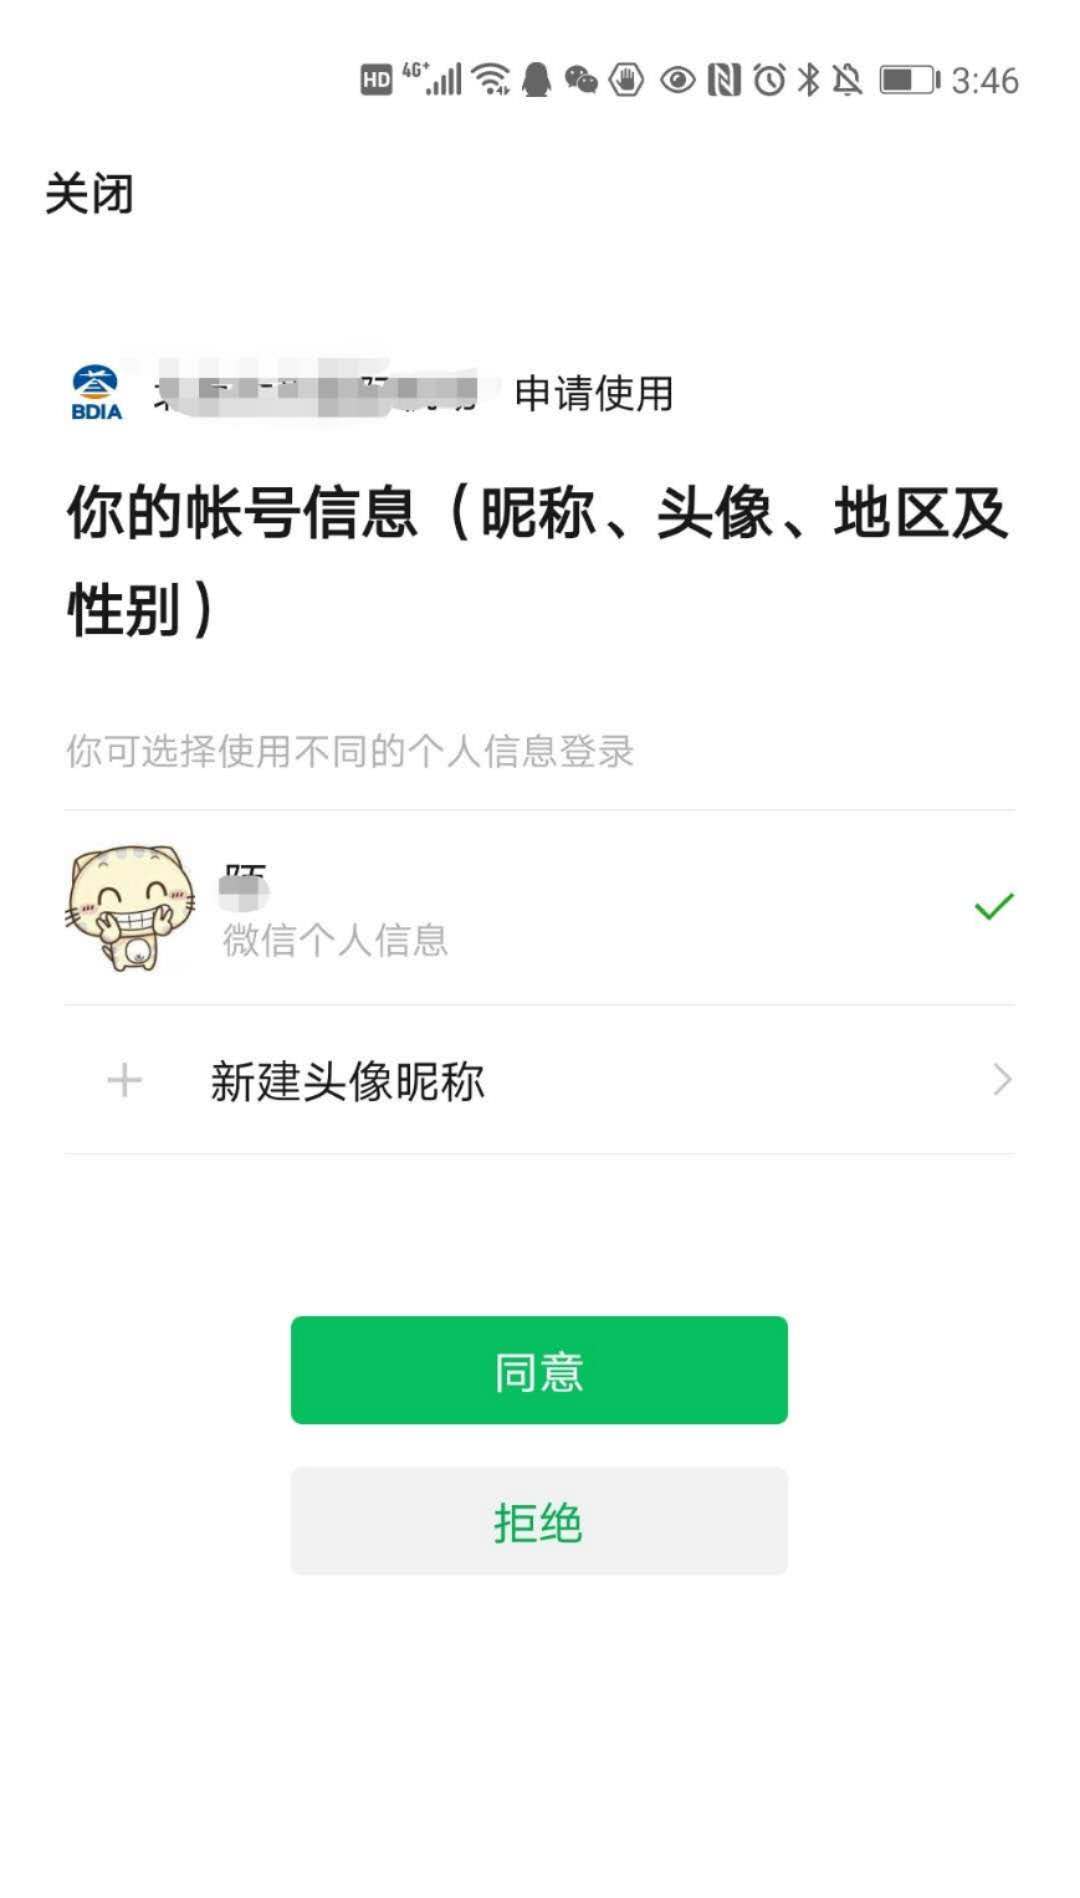 HD 4G+ 3:46
关闭
BDIA 申请使用
你的帐号信息（昵称、头像、地区及
性别）
你可选择使用不同的个人信息登录
微信个人信息
新建头像昵称
同意
拒绝